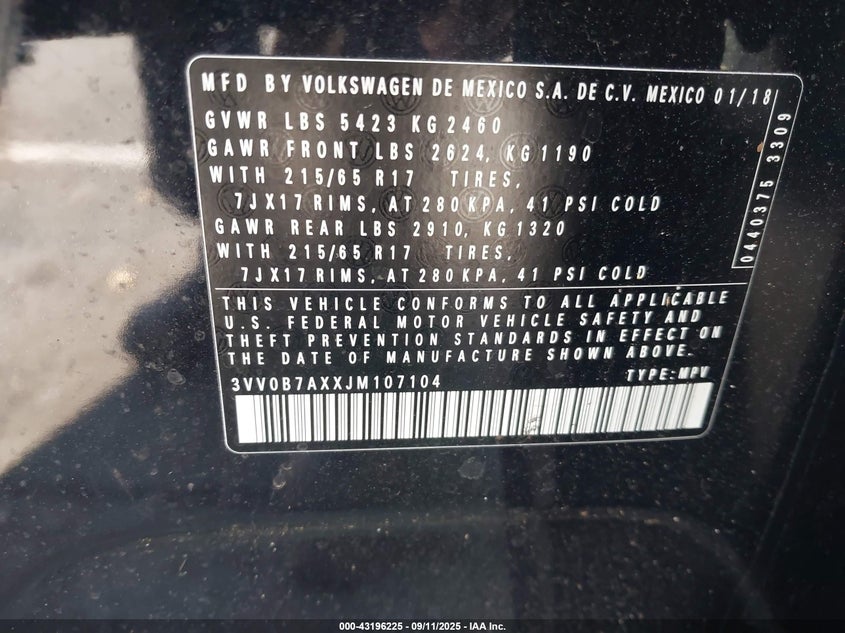 MFD BY VOLKSWAGEN DE MEXICO S.A. DE C.V. MEXICO 01/18
GVWR LBS 5423 KG 2460
GAWR FRONT LBS 2624, KG 1190
WITH 215/65 R17 TIRES,
7JX17 RIMS, AT 280 KPA, 41 PSI COLD
GAWR REAR LBS 2910, KG 1320
WITH 215/65 R17 TIRES,
7JX17 RIMS, AT 280 KPA, 41 PSI COLD
0440375 3309
THIS VEHICLE CONFORMS TO ALL APPLICABLE
U.S. FEDERAL MOTOR VEHICLE SAFETY AND
THEFT PREVENTION STANDARDS IN EFFECT ON
THE DATE OF MANUFACTURE SHOWN ABOVE.
3VV0B7AXXJM107104 TYPE:MPV
000-43196225 - 09/11/2025 - IAA Inc.